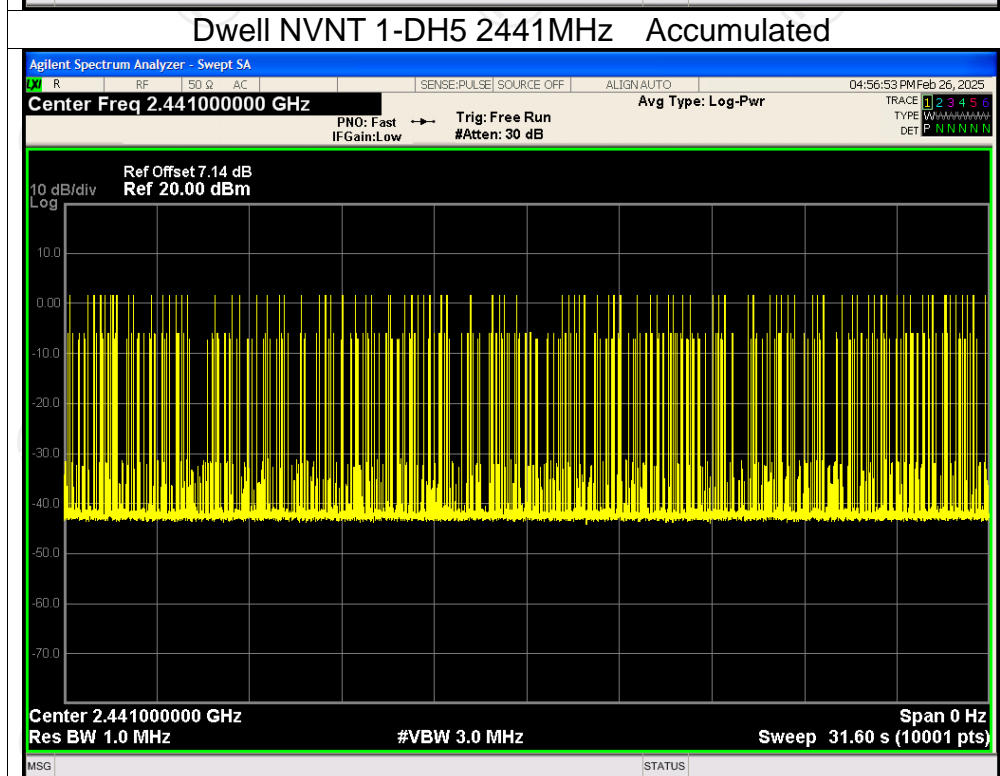 Dwell NVNT 1-DH5 2441MHz Accumulated
Agilent Spectrum Analyzer - Swept SA
LXI R RF 50 Ω AC SENSE:PULSE SOURCE OFF ALIGN AUTO 04:56:53 PM Feb 26, 2025
Center Freq 2.441000000 GHz Avg Type: Log-Pwr TRACE 1 2 3 4 5 6
PNO: Fast Trig: Free Run TYPE W
IFGain:Low #Atten: 30 dB DET P N N N N N
Ref Offset 7.14 dB
10 dB/div Ref 20.00 dBm
Log
10.0
0.00
-10.0
-20.0
-30.0
-40.0
-50.0
-60.0
-70.0
Center 2.441000000 GHz Span 0 Hz
Res BW 1.0 MHz #VBW 3.0 MHz Sweep 31.60 s (10001 pts)
MSG STATUS